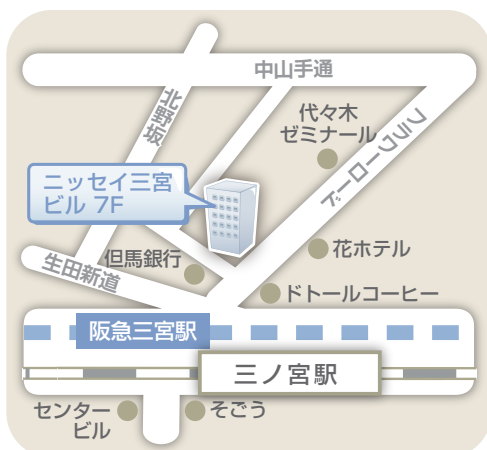 中山手通
北野坂
代々木
ゼミナール
フラワーロード
ニッセイ三宮
ビル 7F
生田新道
但馬銀行
花ホテル
ドトールコーヒー
阪急三宮駅
三ノ宮駅
センター
ビル
そごう